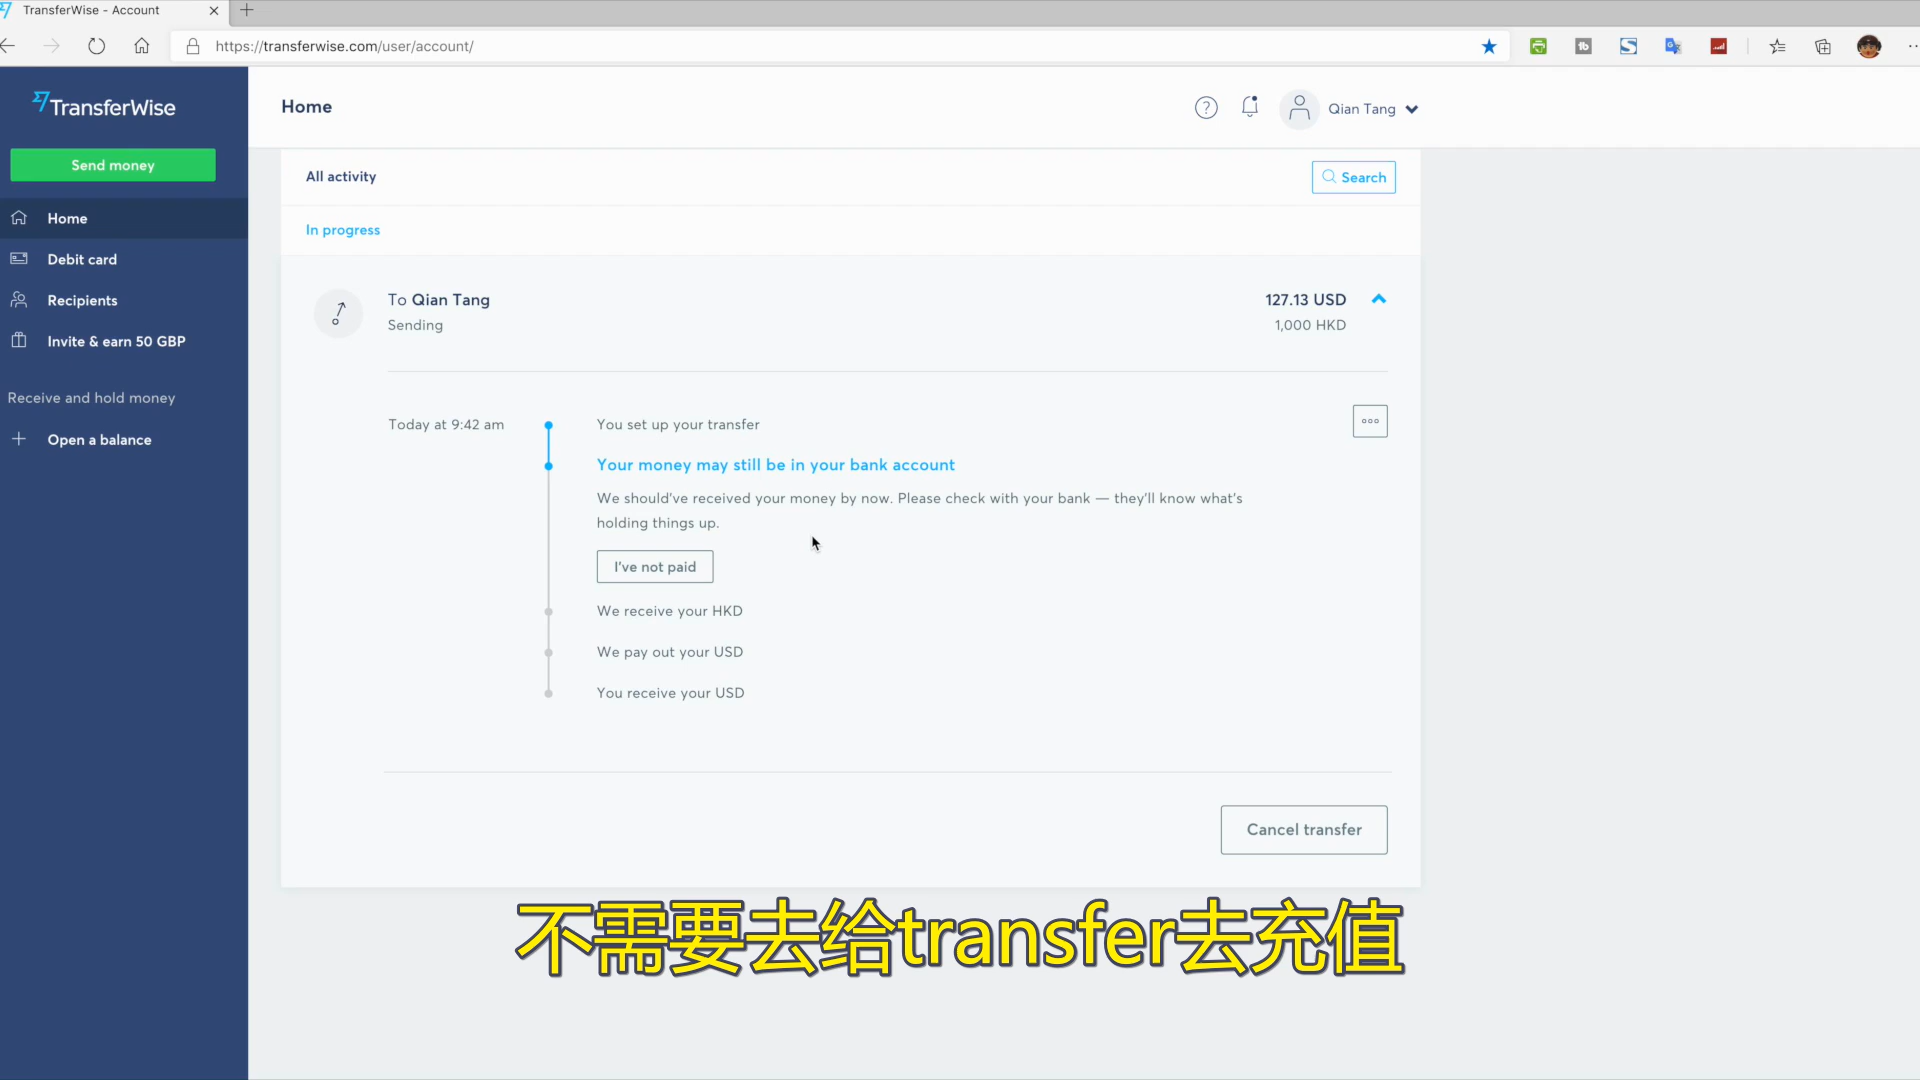 TransferWise - Account
https://transferwise.com/user/account/
TransferWise
Home
Qian Tang
Send money
Home
Debit card
Recipients
Invite & earn 50 GBP
Receive and hold money
Open a balance
All activity
Search
In progress
To Qian Tang
127.13 USD
Sending
1,000 HKD
Today at 9:42 am
You set up your transfer
Your money may still be in your bank account
We should've received your money by now. Please check with your bank — they'll know what's
holding things up.
I've not paid
We receive your HKD
We pay out your USD
You receive your USD
Cancel transfer
不需要去给transfer去充值